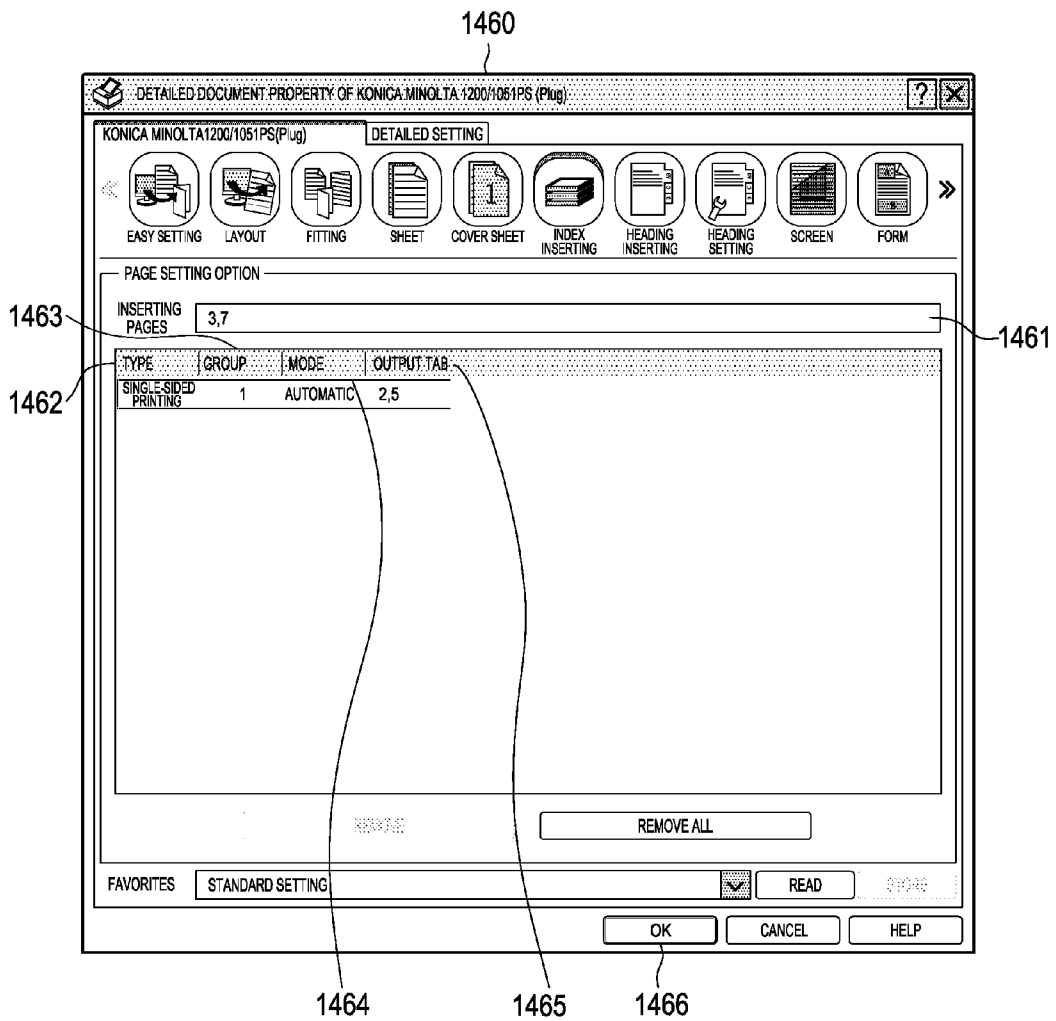 1460
DETAILED DOCUMENT PROPERTY OF KONICA MINOLTA 1200/1051PS (Plug)
?
KONICA MINOLTA1200/1051PS(Plug)
DETAILED SETTING
EASY SETTING
LAYOUT
FITTING
SHEET
1
COVER SHEET
INDEX
INSERTING
HEADING
INSERTING
HEADING
SETTING
SCREEN
FORM
PAGE SETTING OPTION
INSERTING
PAGES
3,7
1463
1461
1462
TYPE GROUP MODE OUTPUT TAB
SINGLE-SIDED
PRINTING
1 AUTOMATIC 2,5
REMOVE
REMOVE ALL
FAVORITES
STANDARD SETTING
READ
STORE
OK
CANCEL
HELP
1464
1465
1466